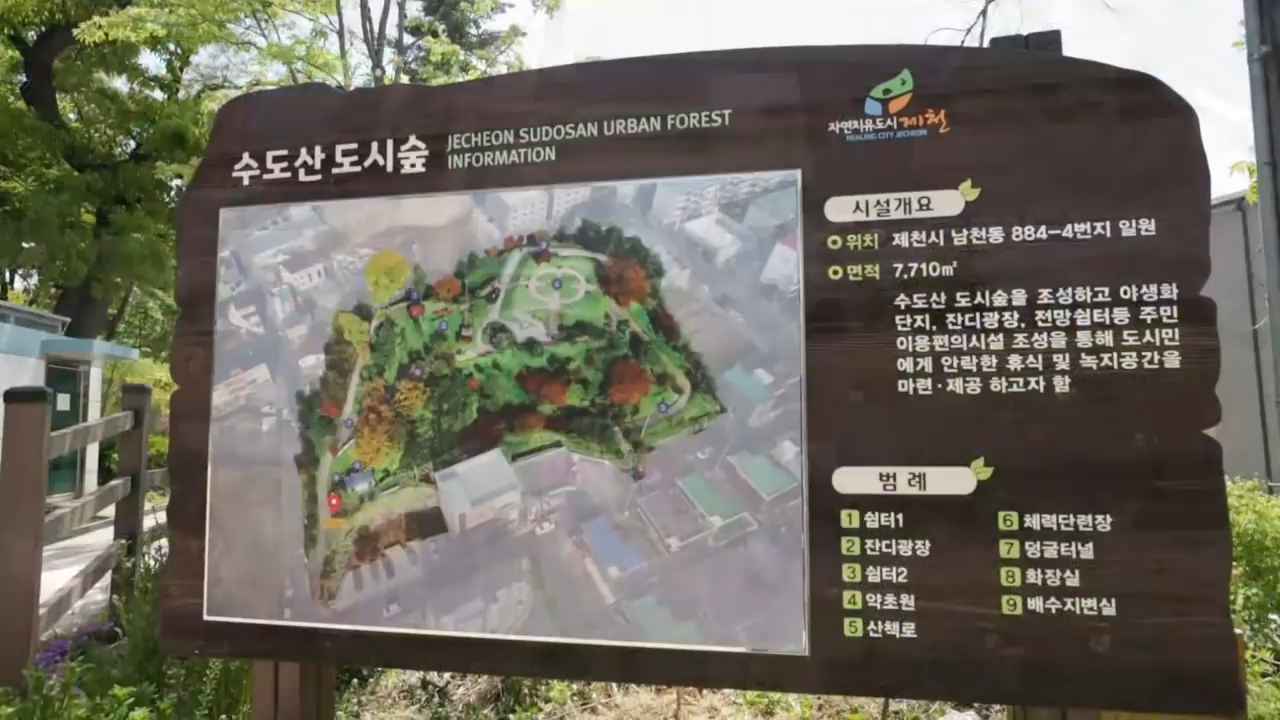 수도산 도시숲
JECHEON SUDOSAN URBAN FOREST
INFORMATION
자연치유도시 제천
HEALING CITY JECHEON
시설개요
위치 제천시 남천동 884-4번지 일원
면적 7,710㎡
수도산 도시숲을 조성하고 야생화
단지, 잔디광장, 전망쉼터등 주민
이용편의시설 조성을 통해 도시민
에게 안락한 휴식 및 녹지공간을
마련·제공 하고자 함
범 례
1 쉼터1
2 잔디광장
3 쉼터2
4 약초원
5 산책로
6 체력단련장
7 덩굴터널
8 화장실
9 배수지변실